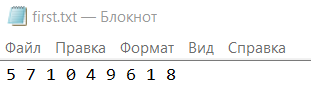 first.txt — Блокнот
Файл Правка Формат Вид Справка
5 7 1 0 4 9 6 1 8